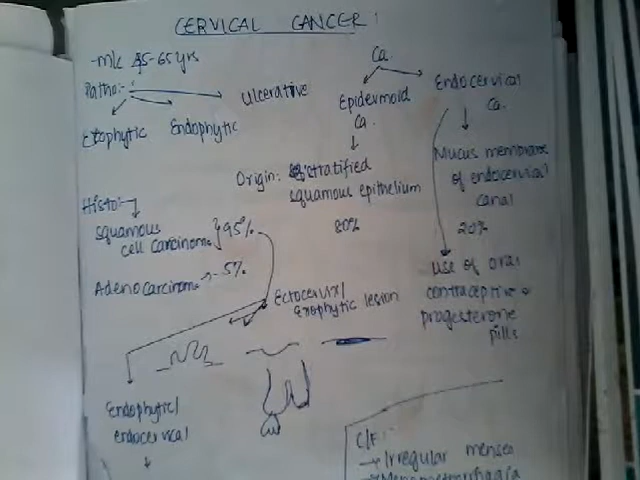 CERVICAL CANCER:
-m/c 45-65 yrs
Patho:-
Exophytic
Endophytic
Ulcerative
Ca.
Epidermoid
Ca.
Endocervical
Ca.
Origin: stratified
squamous epithelium
80%
Mucus membrane
of endocervical
canal
20%
use of oral
contraceptive
progesterone
pills
Histo:-
squamous
cell carcinoma } 95%
Adenocarcinoma - 5%
Ectocervix/
Exophytic lesion
Endophytic/
endocervical
C/F:
→ Irregular menses